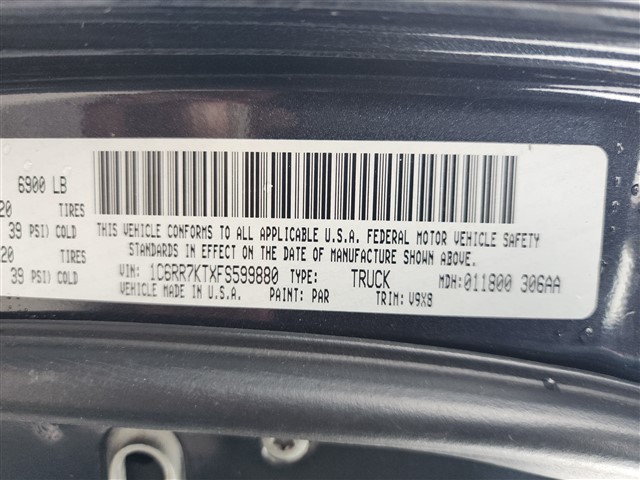 6900 LB
20 TIRES
39 PSI) COLD
20 TIRES
39 PSI) COLD
THIS VEHICLE CONFORMS TO ALL APPLICABLE U.S.A. FEDERAL MOTOR VEHICLE SAFETY
STANDARDS IN EFFECT ON THE DATE OF MANUFACTURE SHOWN ABOVE.
VIN: 1C6RR7KTXFS599880 TYPE: TRUCK MDH:011800 306AA
VEHICLE MADE IN U.S.A. PAINT: PAR TRIM: V9X8